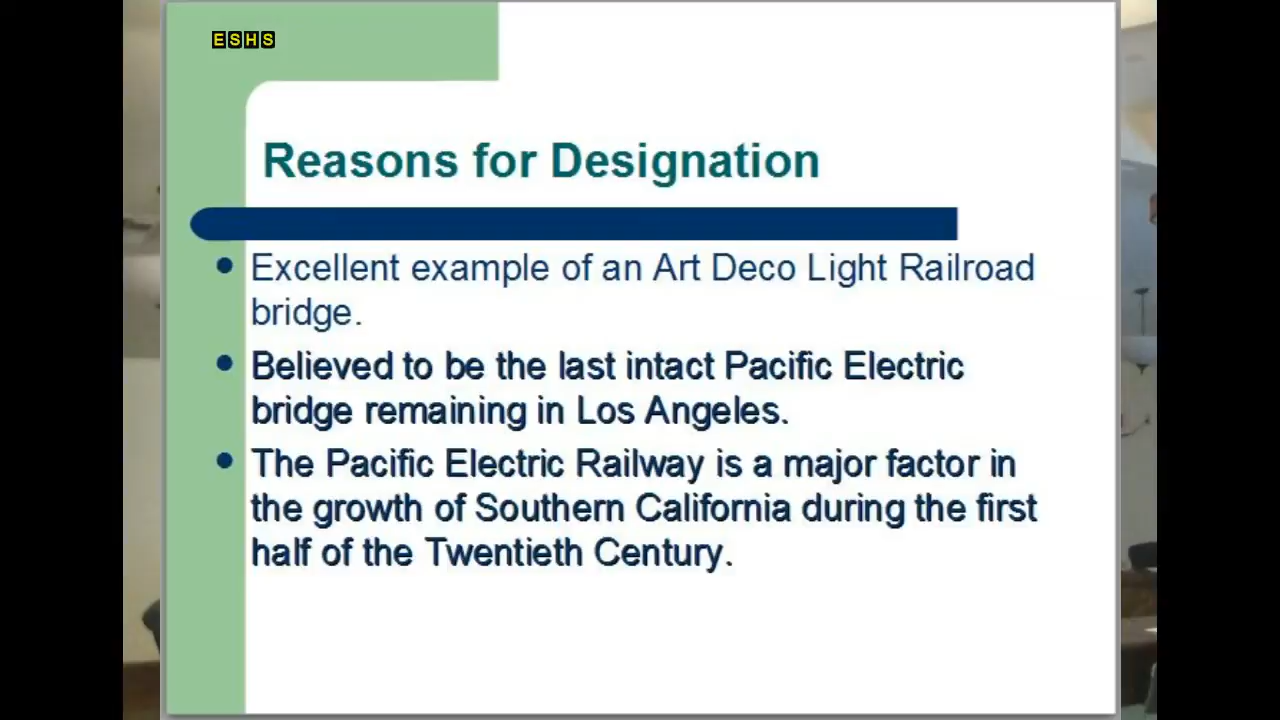 ESHS
Reasons for Designation
Excellent example of an Art Deco Light Railroad
bridge.
Believed to be the last intact Pacific Electric
bridge remaining in Los Angeles.
The Pacific Electric Railway is a major factor in
the growth of Southern California during the first
half of the Twentieth Century.